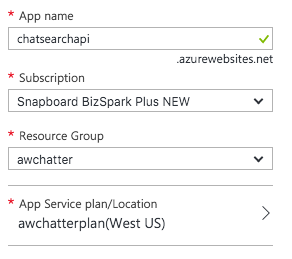 * App name
chatsearchapi
.azurewebsites.net
* Subscription
Snapboard BizSpark Plus NEW
* Resource Group
awchatter
* App Service plan/Location
awchatterplan(West US)